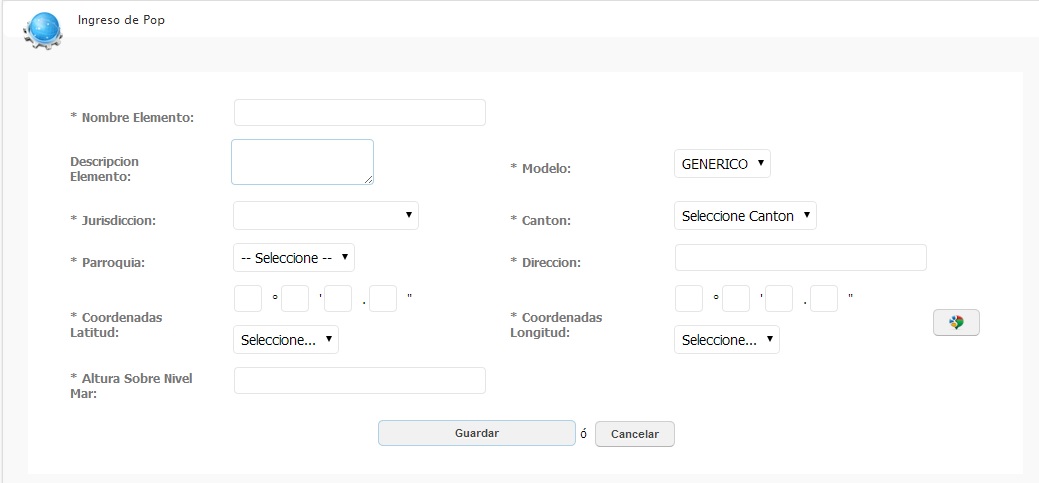 Ingreso de Pop
* Nombre Elemento:
Descripcion
Elemento:
* Modelo: GENERICO
* Jurisdiccion:
* Canton: Seleccione Canton
* Parroquia: -- Seleccione --
* Direccion:
* Coordenadas
Latitud:
° ' . "
Seleccione...
* Coordenadas
Longitud:
° ' . "
Seleccione...
* Altura Sobre Nivel
Mar:
Guardar ó Cancelar